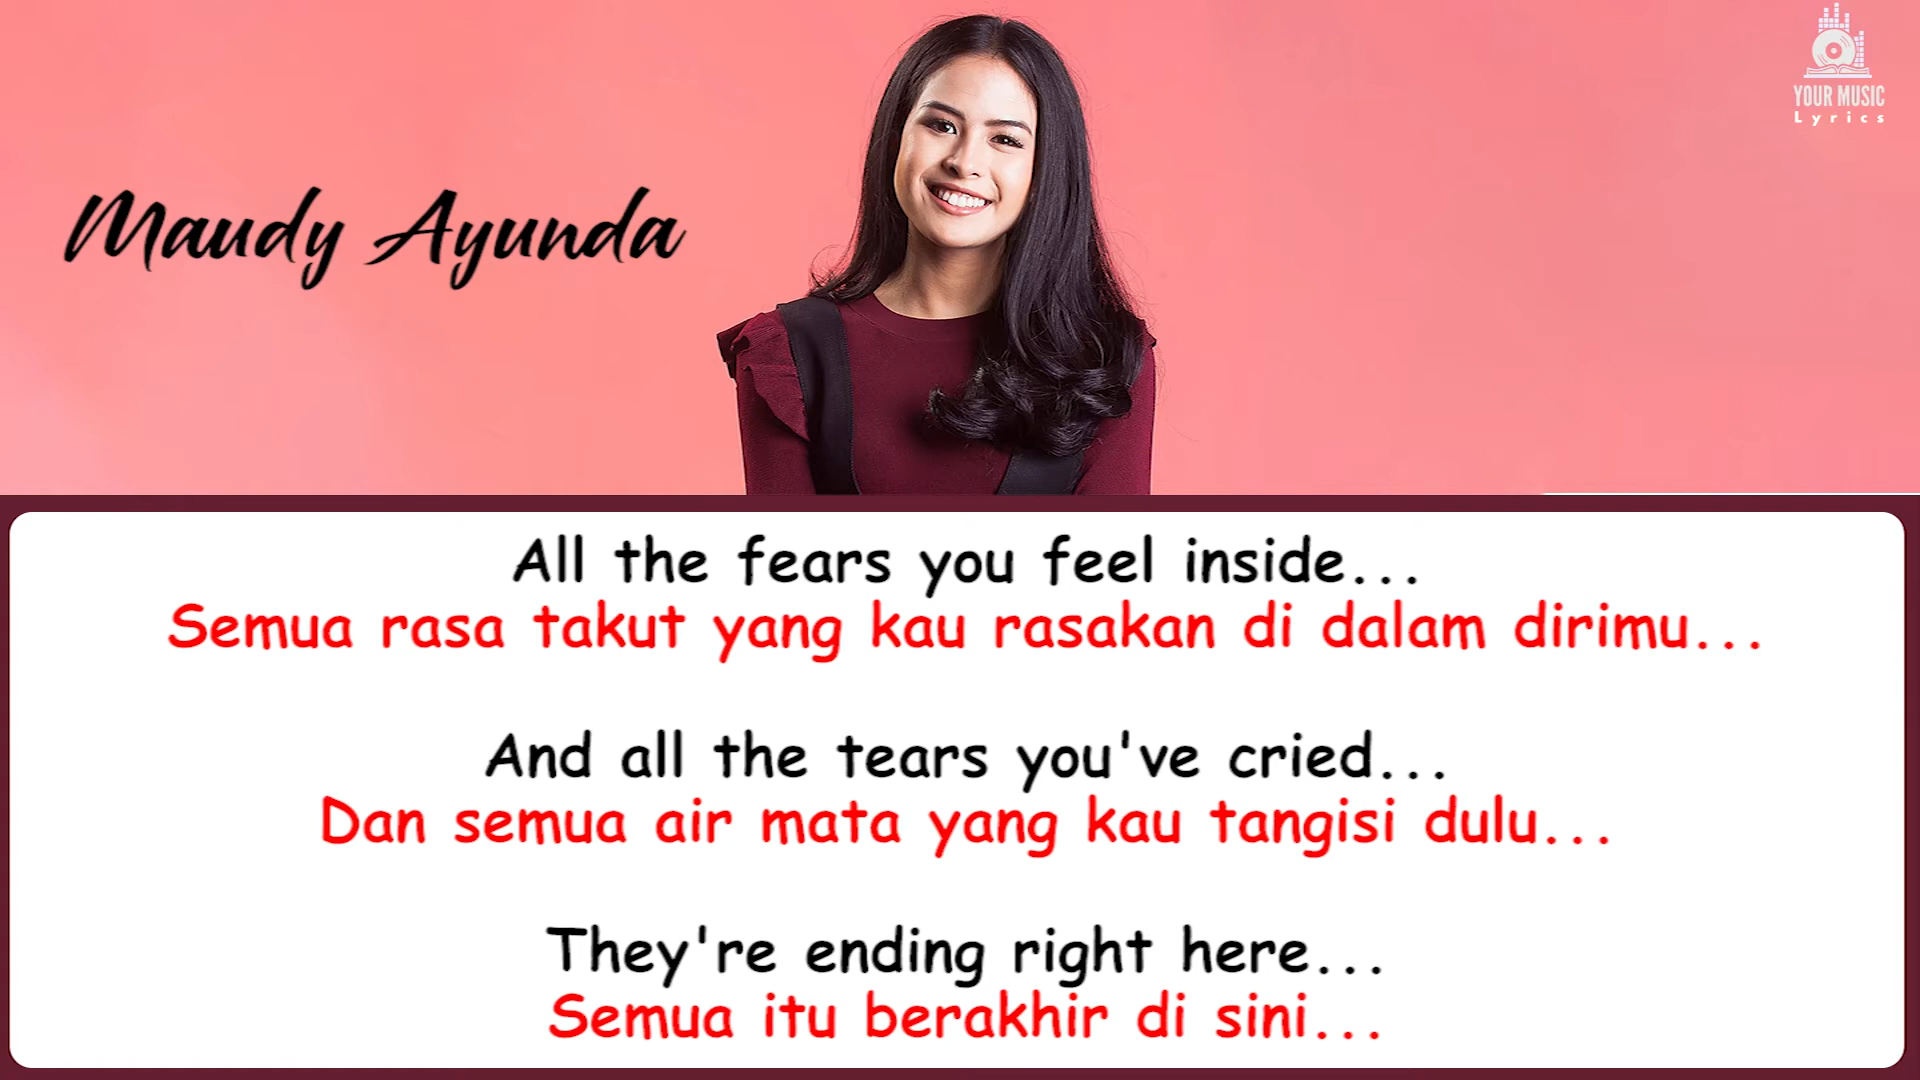 YOUR MUSIC
Lyrics
Maudy Ayunda
All the fears you feel inside...
Semua rasa takut yang kau rasakan di dalam dirimu...
And all the tears you've cried...
Dan semua air mata yang kau tangisi dulu...
They're ending right here...
Semua itu berakhir di sini...